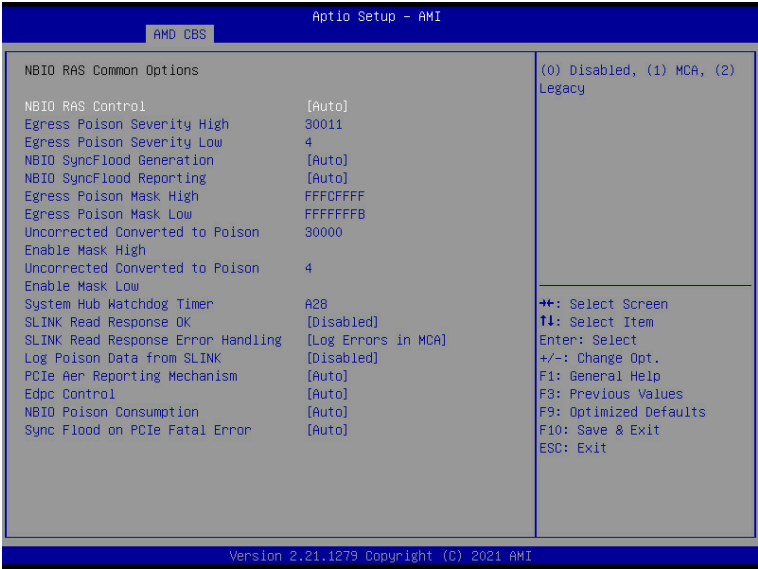 Aptio Setup – AMI
AMD CBS
NBIO RAS Common Options
NBIO RAS Control [Auto]
Egress Poison Severity High 30011
Egress Poison Severity Low 4
NBIO SyncFlood Generation [Auto]
NBIO SyncFlood Reporting [Auto]
Egress Poison Mask High FFFCFFFF
Egress Poison Mask Low FFFFFFFB
Uncorrected Converted to Poison 30000
Enable Mask High
Uncorrected Converted to Poison 4
Enable Mask Low
System Hub Watchdog Timer A28
SLINK Read Response OK [Disabled]
SLINK Read Response Error Handling [Log Errors in MCA]
Log Poison Data from SLINK [Disabled]
PCIe Aer Reporting Mechanism [Auto]
Edpc Control [Auto]
NBIO Poison Consumption [Auto]
Sync Flood on PCIe Fatal Error [Auto]
(0) Disabled, (1) MCA, (2)
Legacy
→←: Select Screen
↑↓: Select Item
Enter: Select
+/-: Change Opt.
F1: General Help
F3: Previous Values
F9: Optimized Defaults
F10: Save & Exit
ESC: Exit
Version 2.21.1279 Copyright (C) 2021 AMI